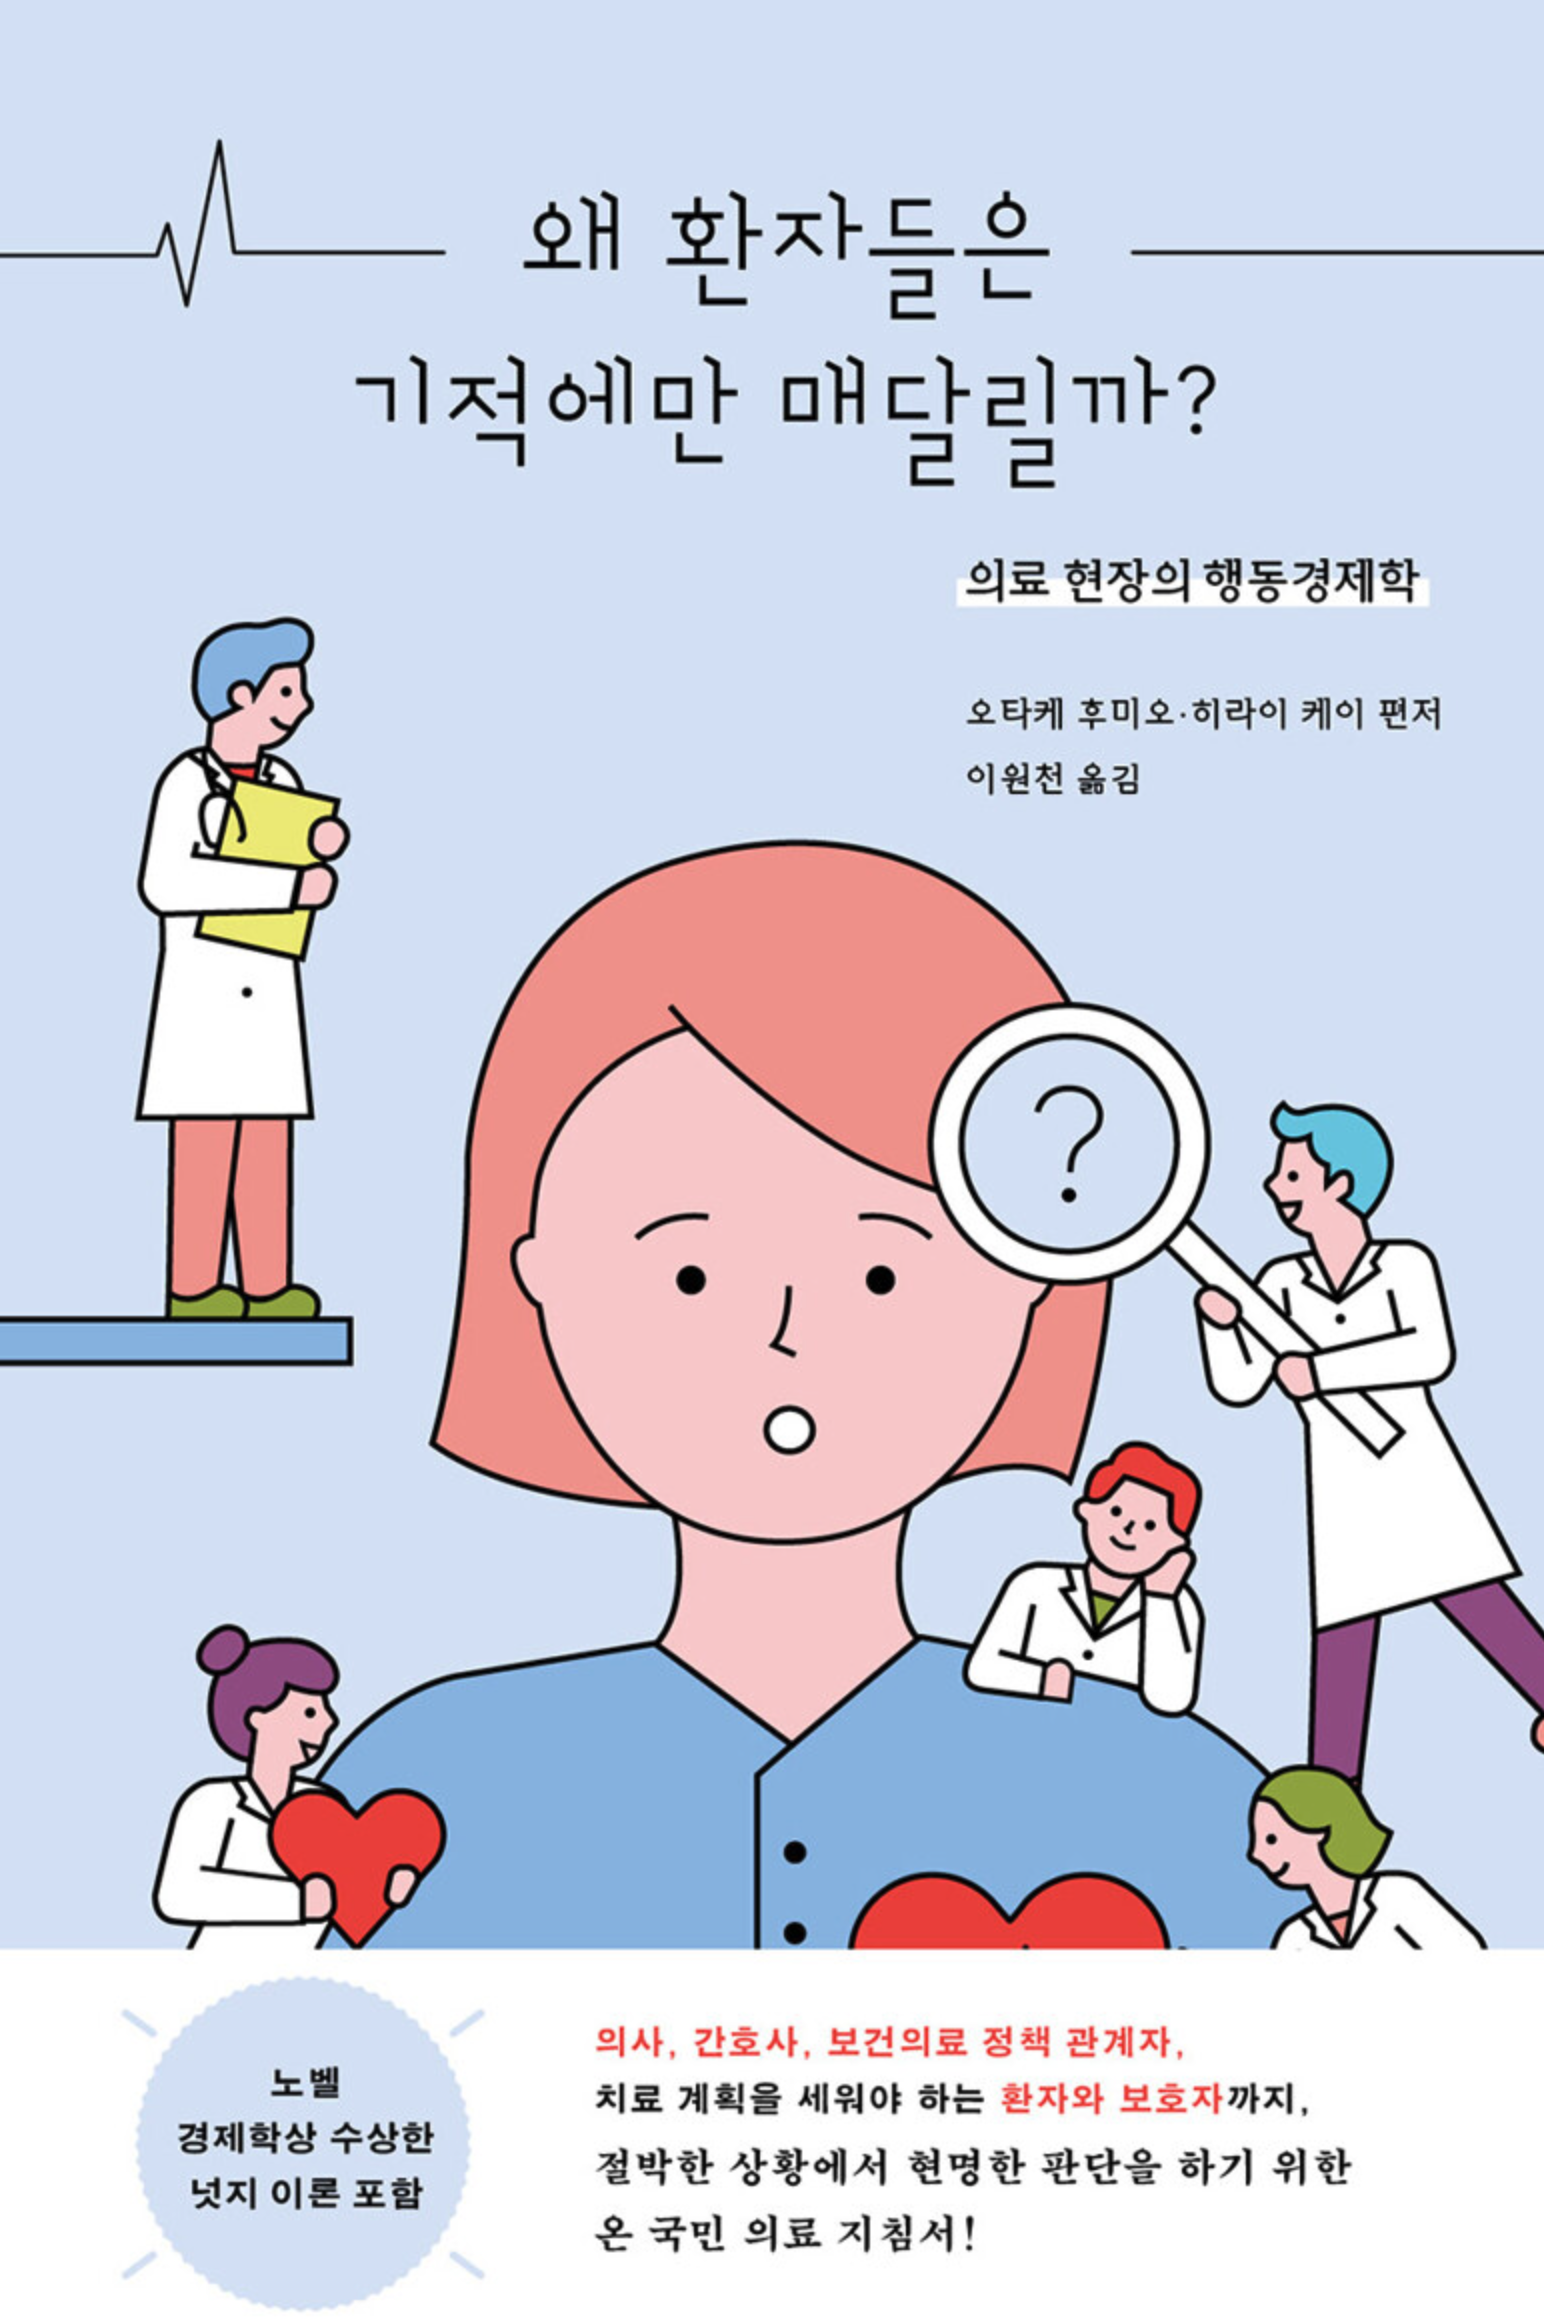 왜 환자들은
기적에만 매달릴까?
의료 현장의 행동경제학
오타케 후미오·히라이 케이 편저
이원천 옮김
?
노벨
경제학상 수상한
넛지 이론 포함
의사, 간호사, 보건의료 정책 관계자,
치료 계획을 세워야 하는 환자와 보호자까지,
절박한 상황에서 현명한 판단을 하기 위한
온 국민 의료 지침서!